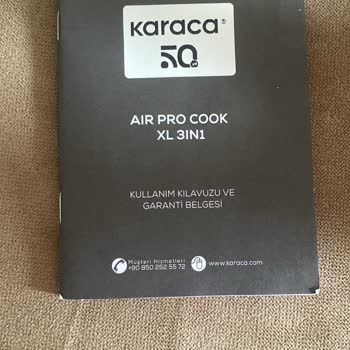 Karaca®
50
AIR PRO COOK
XL 3IN1
KULLANIM KILAVUZU VE
GARANTİ BELGESİ
Müşteri Hizmetleri
+90 850 252 55 72
www.karaca.com